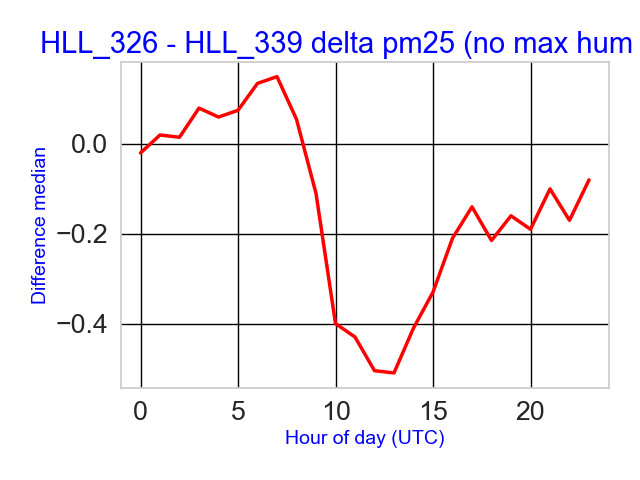 HLL_326 - HLL_339 delta pm25 (no max hum
0.0
−0.2
−0.4
Difference median
0 5 10 15 20
Hour of day (UTC)